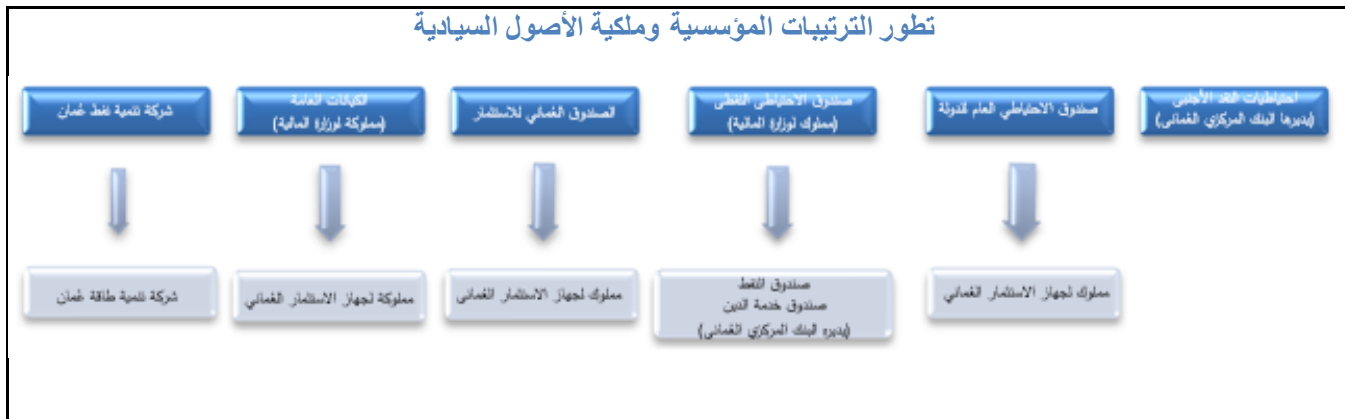 تطور الترتيبات المؤسسية وملكية الأصول السيادية
احتياطيات النقد الأجنبي
(يديرها البنك المركزي العُماني)
صندوق الاحتياطي العام للدولة
صندوق الاحتياطي النفطي
(مملوك لوزارة المالية)
الصندوق العُماني للاستثمار
الكيانات العامة
(مملوكة لوزارة المالية)
شركة تنمية نفط عُمان
مملوك لجهاز الاستثمار العُماني
صندوق النفط
صندوق خدمة الدين
(يديره البنك المركزي العُماني)
مملوك لجهاز الاستثمار العُماني
مملوكة لجهاز الاستثمار العُماني
شركة تنمية طاقة عُمان